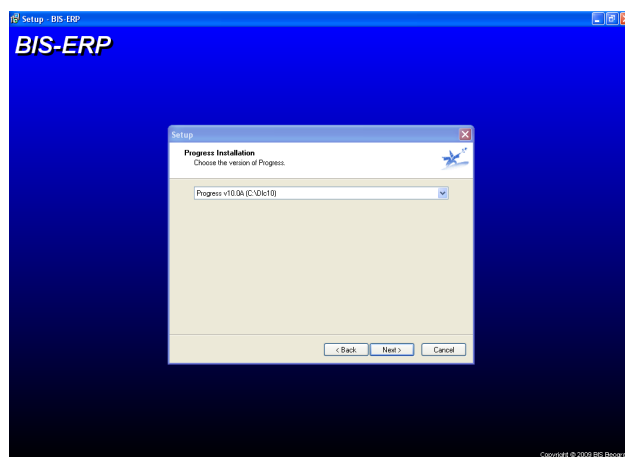 Setup - BIS-ERP
BIS-ERP
Setup
Progress Installation
Choose the version of Progress.
Progress v10.0A (C:\Dlc10)
< Back
Next >
Cancel
Copyright © 2009 BIS Beogr